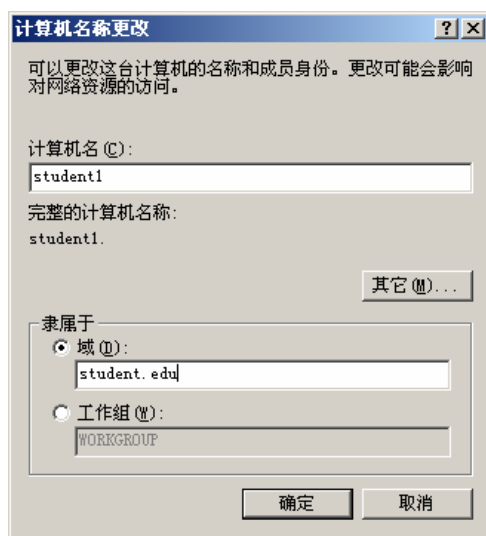 计算机名称更改
可以更改这台计算机的名称和成员身份。更改可能会影响
对网络资源的访问。
计算机名(C):
student1
完整的计算机名称:
student1.
其它(M)...
隶属于
域(D):
student.edu
工作组(W):
WORKGROUP
确定 取消